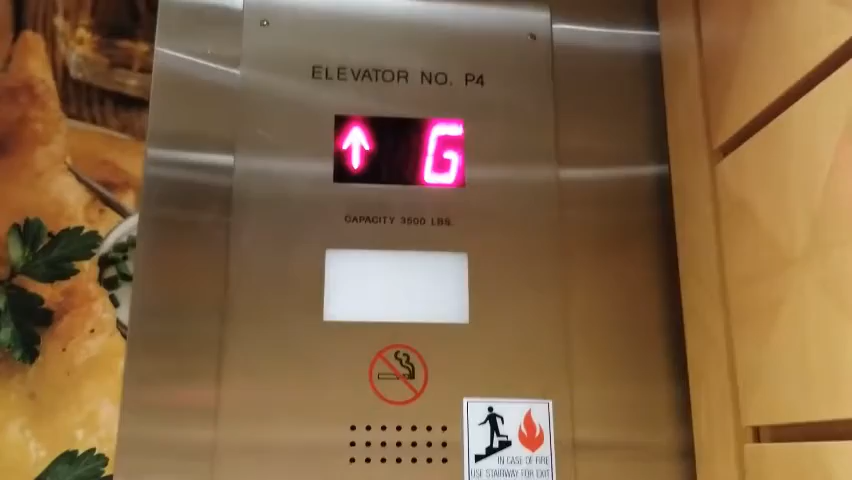 ELEVATOR NO. P4
↑ G
CAPACITY 3500 LBS.
IN CASE OF FIRE
USE STAIRWAY FOR EXIT